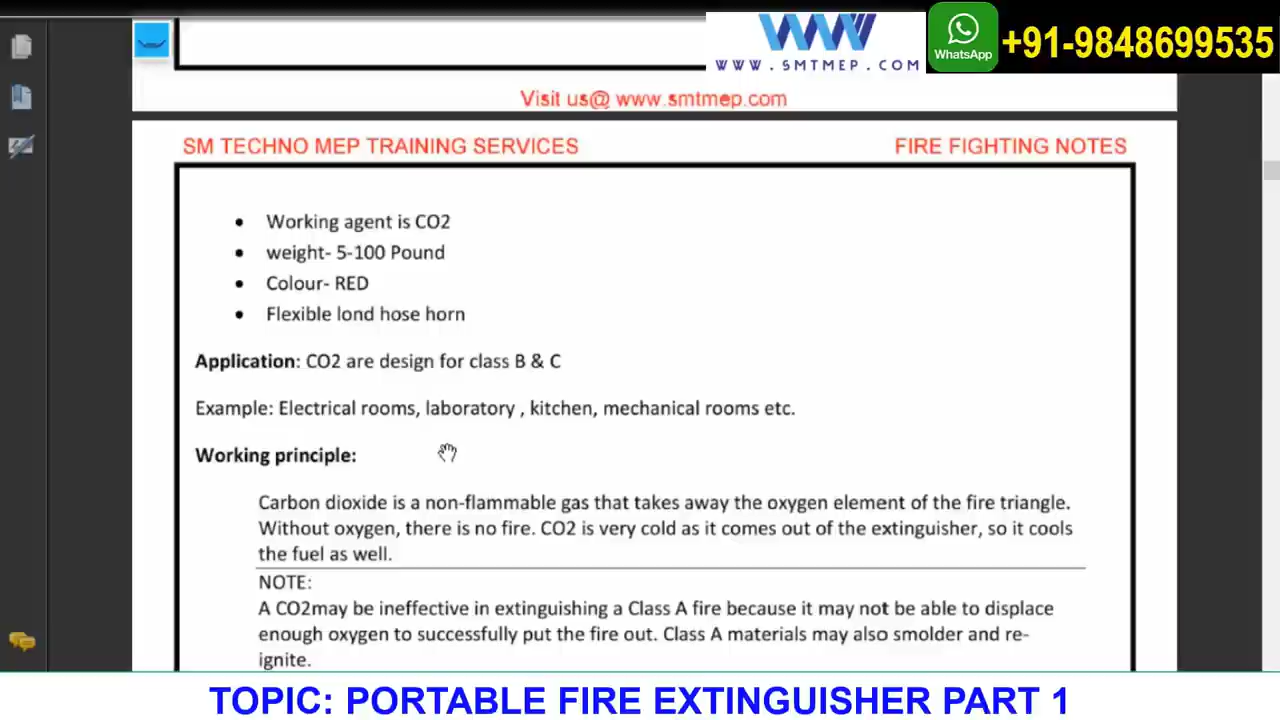 WWW.SMTMEP.COM
WhatsApp
+91-9848699535
Visit us@ www.smtmep.com
SM TECHNO MEP TRAINING SERVICES
FIRE FIGHTING NOTES
• Working agent is CO2
• weight- 5-100 Pound
• Colour- RED
• Flexible lond hose horn
Application: CO2 are design for class B & C
Example: Electrical rooms, laboratory , kitchen, mechanical rooms etc.
Working principle:
Carbon dioxide is a non-flammable gas that takes away the oxygen element of the fire triangle.
Without oxygen, there is no fire. CO2 is very cold as it comes out of the extinguisher, so it cools
the fuel as well.
NOTE:
A CO2may be ineffective in extinguishing a Class A fire because it may not be able to displace
enough oxygen to successfully put the fire out. Class A materials may also smolder and re-
ignite.
TOPIC: PORTABLE FIRE EXTINGUISHER PART 1